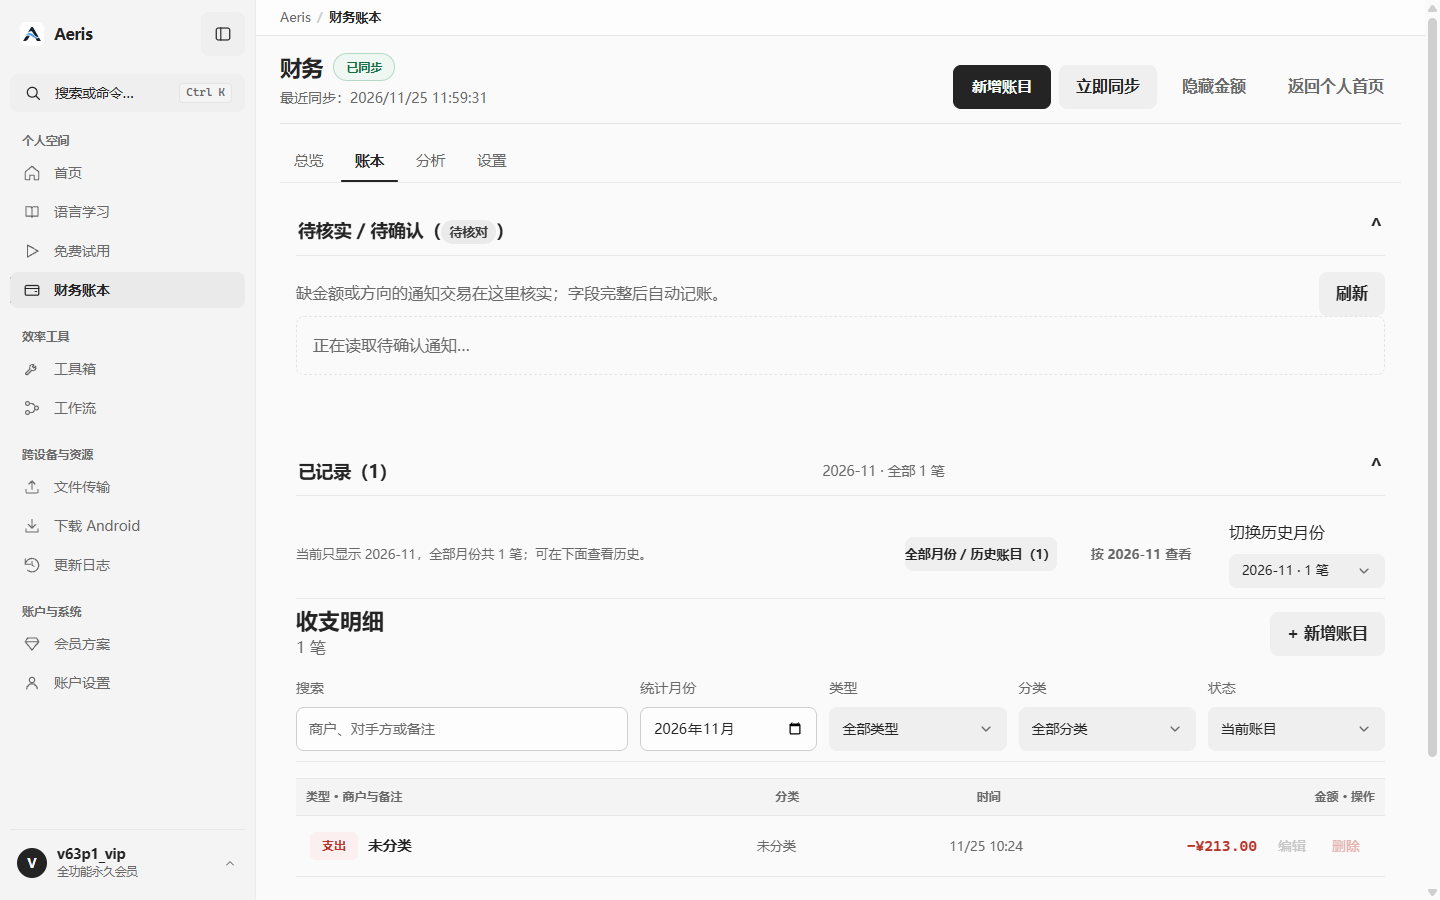 Aeris
搜索或命令... Ctrl K
个人空间
首页
语言学习
免费试用
财务账本
效率工具
工具箱
工作流
跨设备与资源
文件传输
下载 Android
更新日志
账户与系统
会员方案
账户设置
V
v63p1_vip
全功能永久会员
Aeris / 财务账本
财务 已同步
最近同步：2026/11/25 11:59:31
新增账目 立即同步 隐藏金额 返回个人首页
总览 账本 分析 设置
待核实 / 待确认（待核对）
缺金额或方向的通知交易在这里核实；字段完整后自动记账。 刷新
正在读取待确认通知...
已记录（1） 2026-11 · 全部 1 笔
切换历史月份
当前只显示 2026-11，全部月份共 1 笔；可在下面查看历史。 全部月份 / 历史账目（1） 按 2026-11 查看 2026-11 · 1 笔
收支明细
1 笔
+ 新增账目
搜索 统计月份 类型 分类 状态
商户、对手方或备注 2026年11月 全部类型 全部分类 当前账目
类型・商户与备注 分类 时间 金额・操作
支出 未分类 未分类 11/25 10:24 -¥213.00 编辑 删除